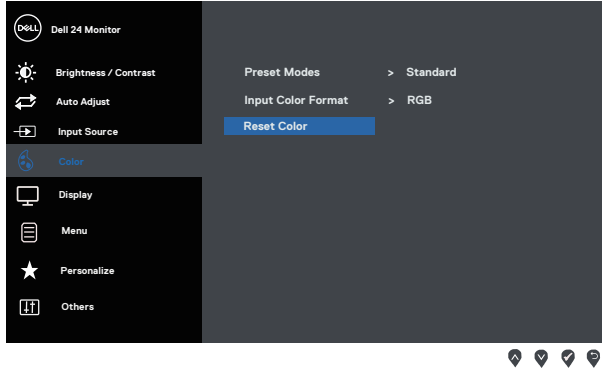 DELL Dell 24 Monitor
Brightness / Contrast
Auto Adjust
Input Source
Color
Display
Menu
Personalize
Others
Preset Modes > Standard
Input Color Format > RGB
Reset Color